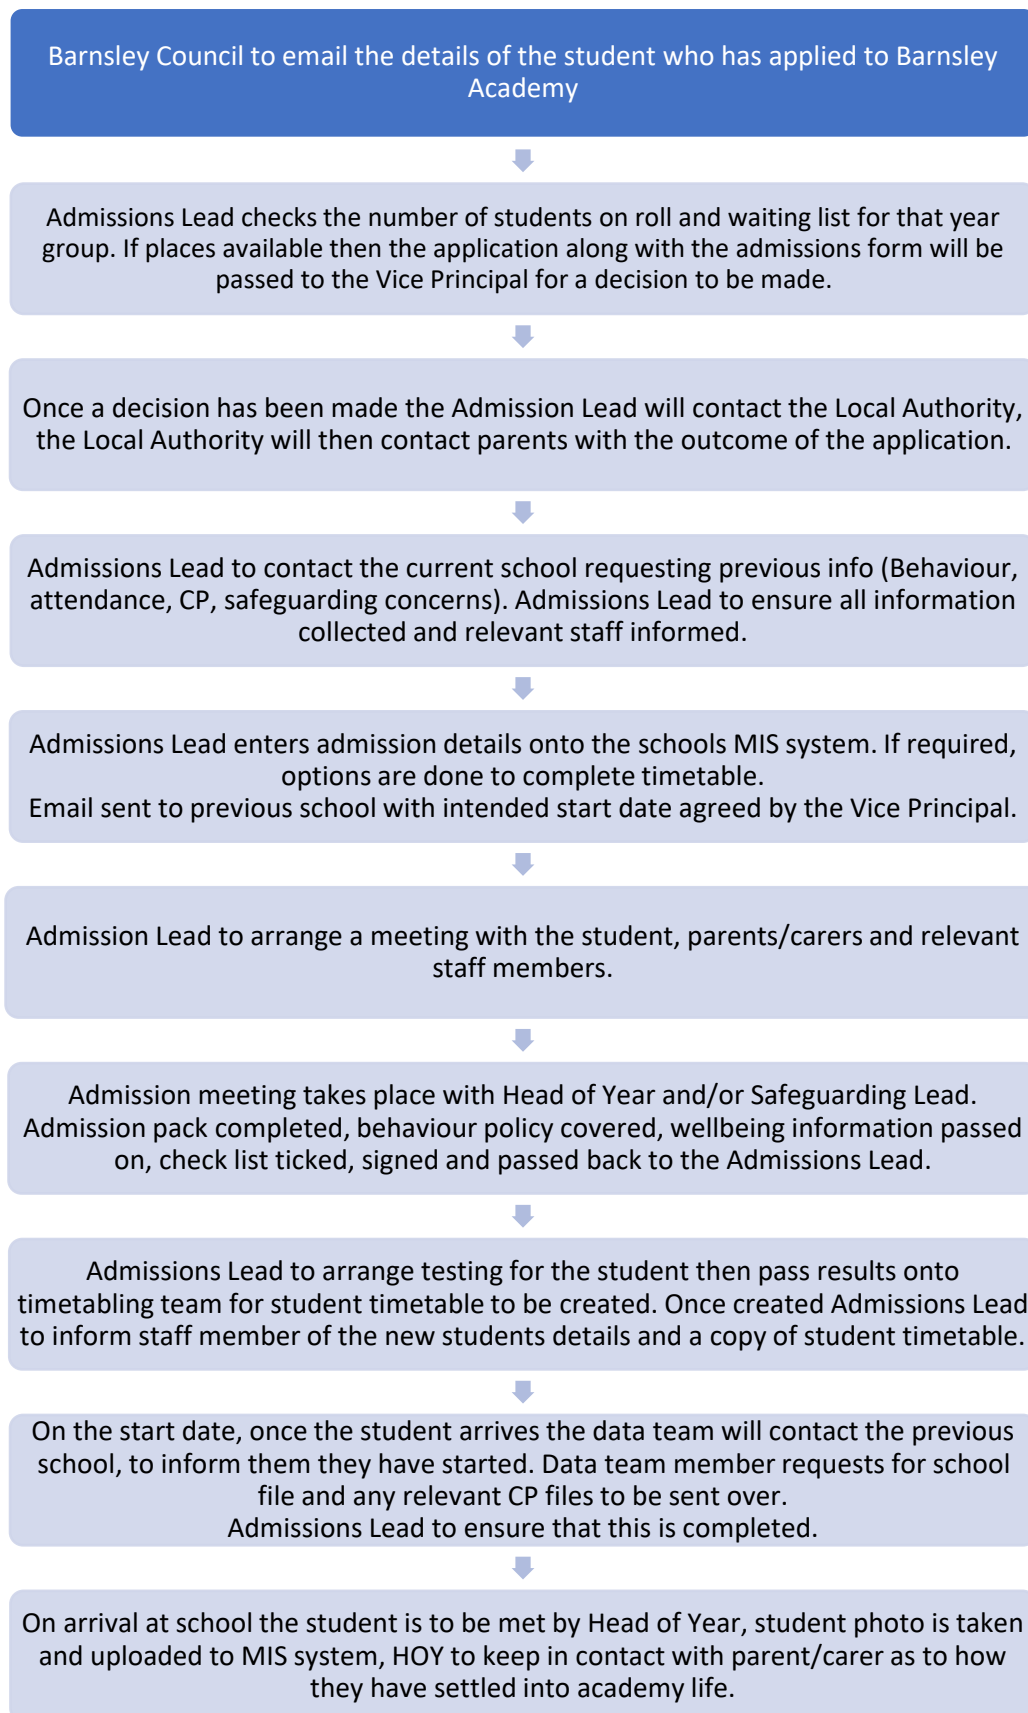 Barnsley Council to email the details of the student who has applied to Barnsley
Academy
Admissions Lead checks the number of students on roll and waiting list for that year
group. If places available then the application along with the admissions form will be
passed to the Vice Principal for a decision to be made.
Once a decision has been made the Admission Lead will contact the Local Authority,
the Local Authority will then contact parents with the outcome of the application.
Admissions Lead to contact the current school requesting previous info (Behaviour,
attendance, CP, safeguarding concerns). Admissions Lead to ensure all information
collected and relevant staff informed.
Admissions Lead enters admission details onto the schools MIS system. If required,
options are done to complete timetable.
Email sent to previous school with intended start date agreed by the Vice Principal.
Admission Lead to arrange a meeting with the student, parents/carers and relevant
staff members.
Admission meeting takes place with Head of Year and/or Safeguarding Lead.
Admission pack completed, behaviour policy covered, wellbeing information passed
on, check list ticked, signed and passed back to the Admissions Lead.
Admissions Lead to arrange testing for the student then pass results onto
timetabling team for student timetable to be created. Once created Admissions Lead
to inform staff member of the new students details and a copy of student timetable.
On the start date, once the student arrives the data team will contact the previous
school, to inform them they have started. Data team member requests for school
file and any relevant CP files to be sent over.
Admissions Lead to ensure that this is completed.
On arrival at school the student is to be met by Head of Year, student photo is taken
and uploaded to MIS system, HOY to keep in contact with parent/carer as to how
they have settled into academy life.